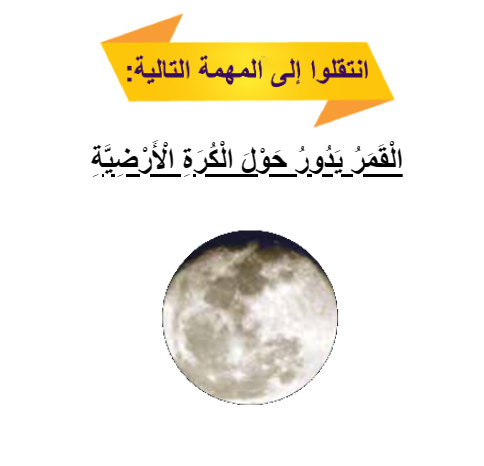 انتقلوا إلى المهمة التالية:
الْقَمَرُ يَدُورُ حَوْلَ الْكُرَةِ الْأَرْضِيَّةِ